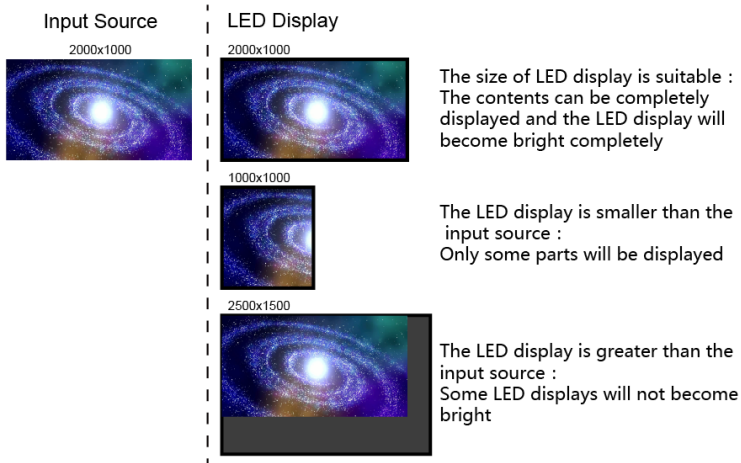 Input Source
LED Display
2000x1000
2000x1000
The size of LED display is suitable :
The contents can be completely
displayed and the LED display will
become bright completely
1000x1000
The LED display is smaller than the
input source :
Only some parts will be displayed
2500x1500
The LED display is greater than the
input source :
Some LED displays will not become
bright